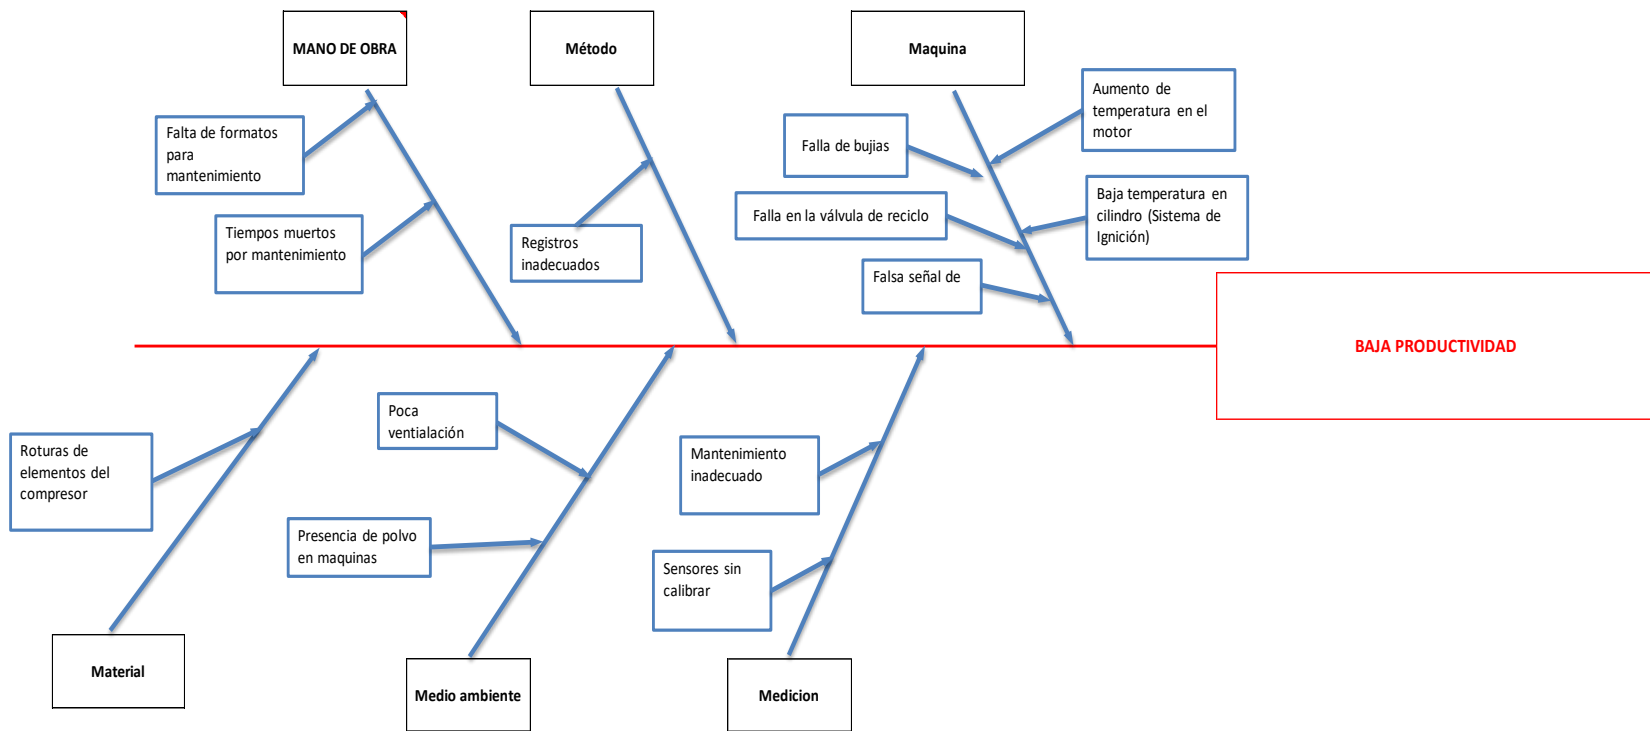 MANO DE OBRA
Método
Maquina
Falta de formatos
para
mantenimiento
Tiempos muertos
por mantenimiento
Registros
inadecuados
Falla de bujias
Aumento de
temperatura en el
motor
Falla en la válvula de reciclo
Baja temperatura en
cilindro (Sistema de
Ignición)
Falsa señal de
BAJA PRODUCTIVIDAD
Roturas de
elementos del
compresor
Poca
ventialación
Presencia de polvo
en maquinas
Mantenimiento
inadecuado
Sensores sin
calibrar
Material
Medio ambiente
Medicion